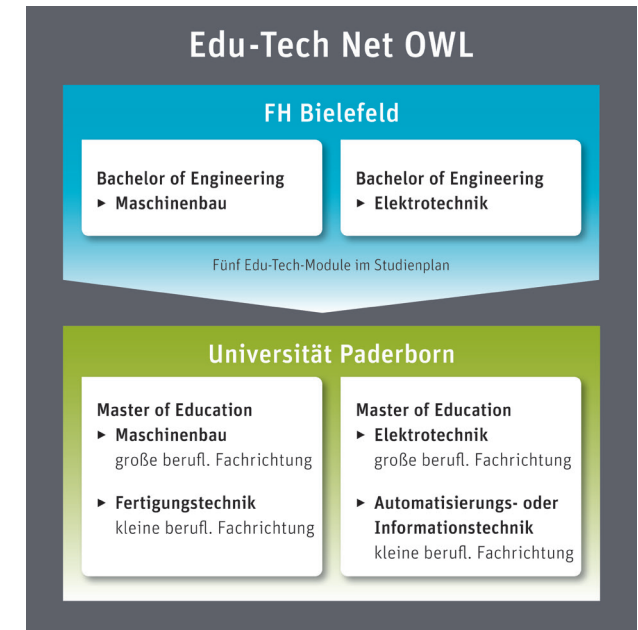 Edu-Tech Net OWL
FH Bielefeld
Bachelor of Engineering
► Maschinenbau
Bachelor of Engineering
► Elektrotechnik
Fünf Edu-Tech-Module im Studienplan
Universität Paderborn
Master of Education
► Maschinenbau
große berufl. Fachrichtung
► Fertigungstechnik
kleine berufl. Fachrichtung
Master of Education
► Elektrotechnik
große berufl. Fachrichtung
► Automatisierungs- oder
Informationstechnik
kleine berufl. Fachrichtung